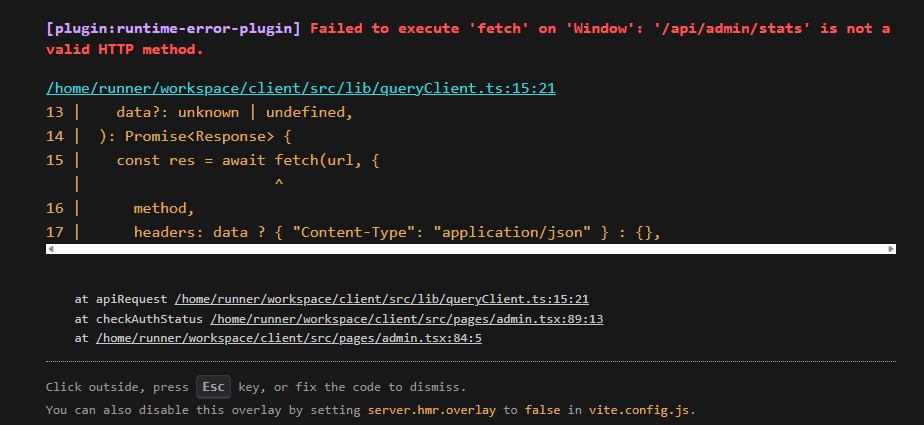 [plugin:runtime-error-plugin] Failed to execute 'fetch' on 'Window': '/api/admin/stats' is not a
valid HTTP method.
/home/runner/workspace/client/src/lib/queryClient.ts:15:21
13 |    data?: unknown | undefined,
14 |  ): Promise<Response> {
15 |    const res = await fetch(url, {
   |                      ^
16 |      method,
17 |      headers: data ? { "Content-Type": "application/json" } : {},
at apiRequest /home/runner/workspace/client/src/lib/queryClient.ts:15:21
at checkAuthStatus /home/runner/workspace/client/src/pages/admin.tsx:89:13
at /home/runner/workspace/client/src/pages/admin.tsx:84:5
Click outside, press Esc key, or fix the code to dismiss.
You can also disable this overlay by setting server.hmr.overlay to false in vite.config.js.